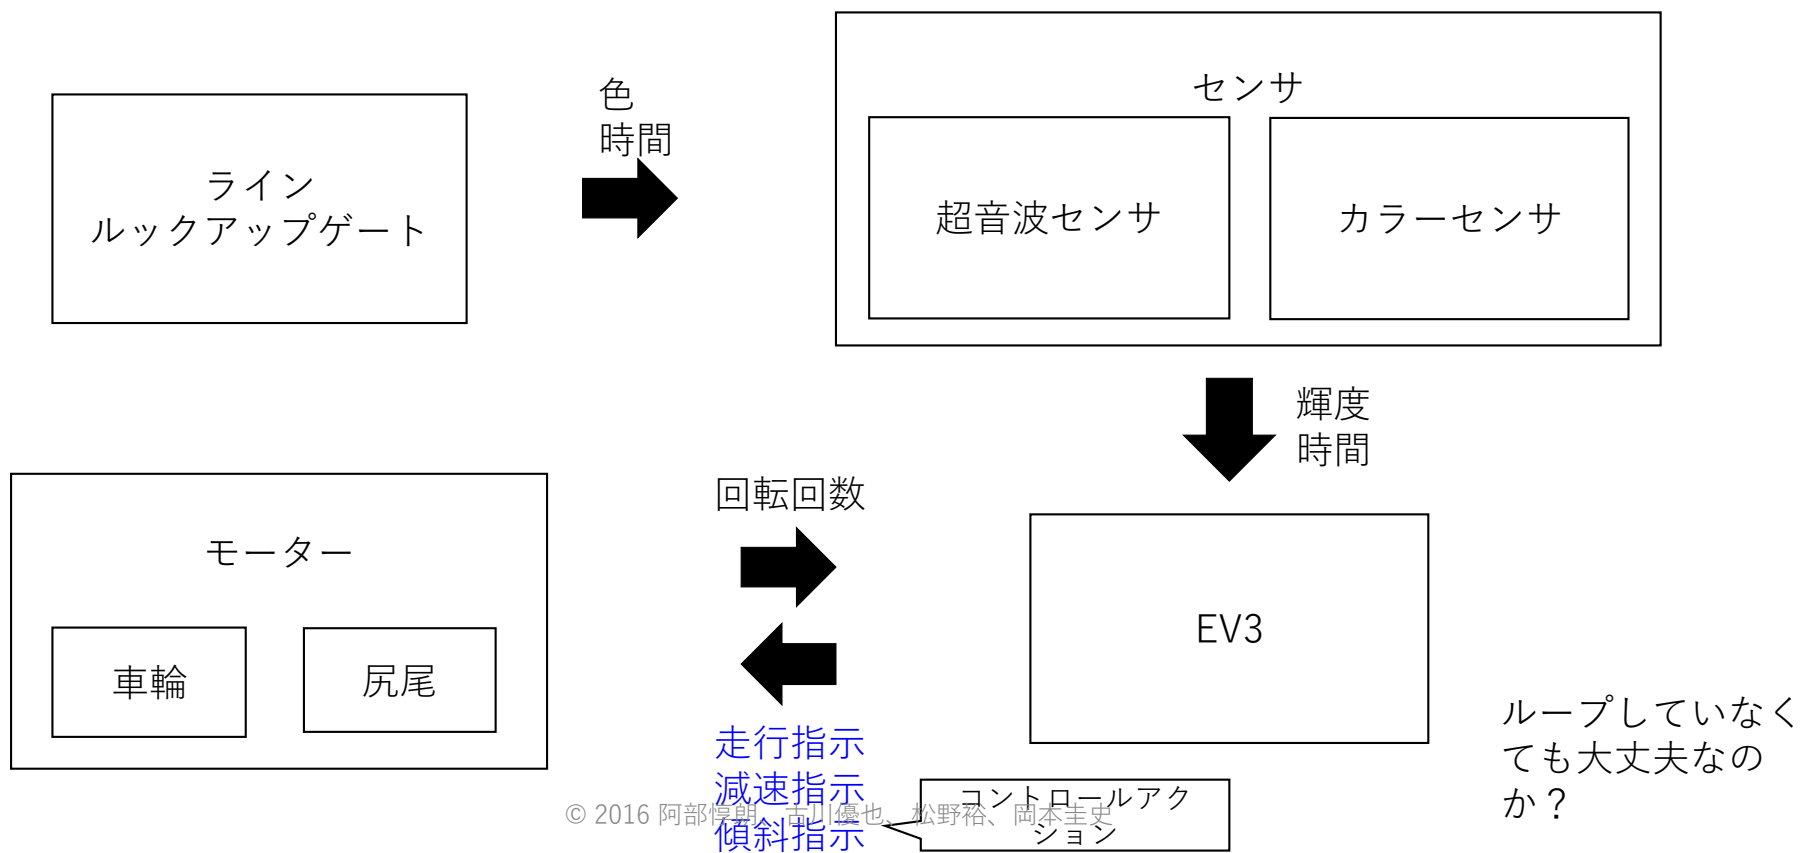 色
時間
センサ
ライン
ルックアップゲート
超音波センサ
カラーセンサ
輝度
時間
回転回数
モーター
車輪
尻尾
EV3
走行指示
減速指示
傾斜指示
コントロールアク
ション
ループしていなく
ても大丈夫なの
か？
© 2016 阿部惇朗、古川優也、松野裕、岡本圭史